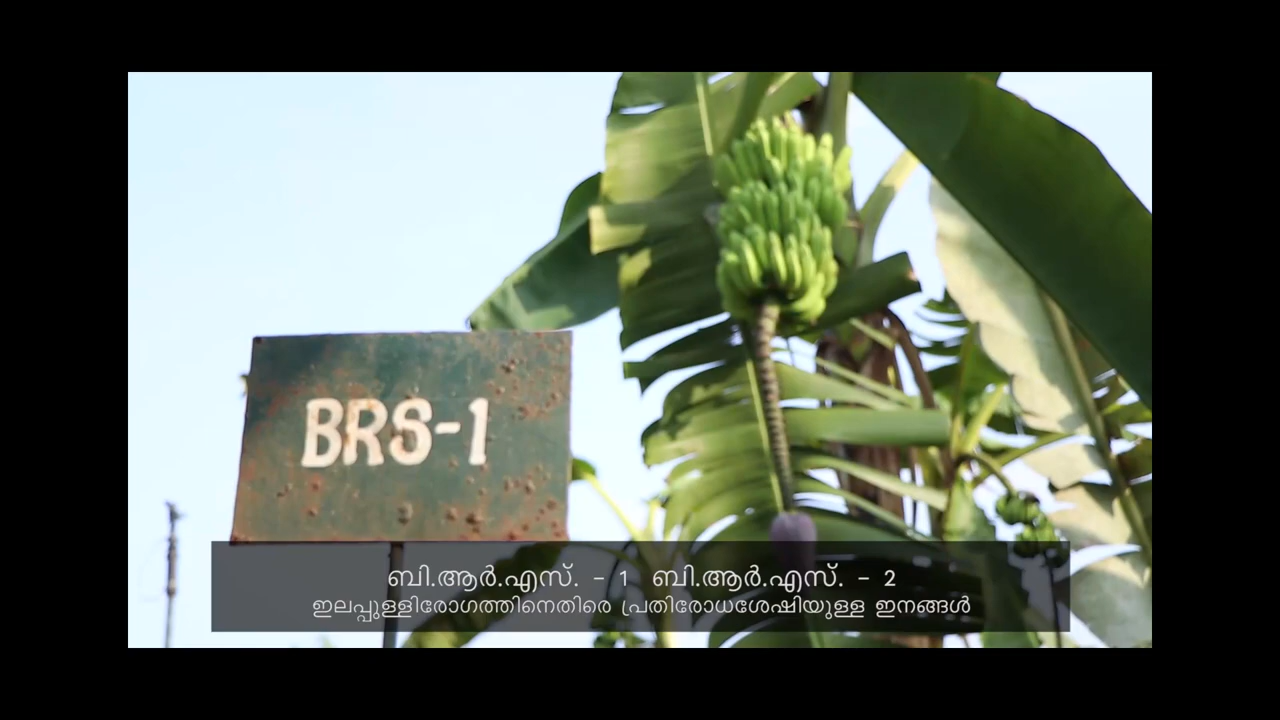 BRS-1
ബി.ആർ.എസ്. - 1 ബി.ആർ.എസ്. - 2
ഇലപ്പുള്ളിരോഗത്തിനെതിരെ പ്രതിരോധശേഷിയുള്ള ഇനങ്ങൾ